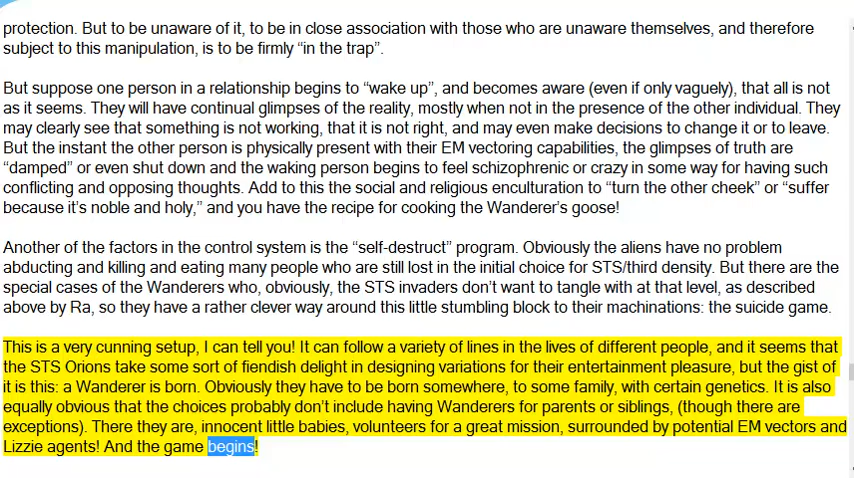 protection. But to be unaware of it, to be in close association with those who are unaware themselves, and therefore
subject to this manipulation, is to be firmly “in the trap”.
But suppose one person in a relationship begins to “wake up”, and becomes aware (even if only vaguely), that all is not
as it seems. They will have continual glimpses of the reality, mostly when not in the presence of the other individual. They
may clearly see that something is not working, that it is not right, and may even make decisions to change it or to leave.
But the instant the other person is physically present with their EM vectoring capabilities, the glimpses of truth are
“damped” or even shut down and the waking person begins to feel schizophrenic or crazy in some way for having such
conflicting and opposing thoughts. Add to this the social and religious enculturation to “turn the other cheek” or “suffer
because it’s noble and holy,” and you have the recipe for cooking the Wanderer’s goose!
Another of the factors in the control system is the “self-destruct” program. Obviously the aliens have no problem
abducting and killing and eating many people who are still lost in the initial choice for STS/third density. But there are the
special cases of the Wanderers who, obviously, the STS invaders don’t want to tangle with at that level, as described
above by Ra, so they have a rather clever way around this little stumbling block to their machinations: the suicide game.
This is a very cunning setup, I can tell you! It can follow a variety of lines in the lives of different people, and it seems that
the STS Orions take some sort of fiendish delight in designing variations for their entertainment pleasure, but the gist of
it is this: a Wanderer is born. Obviously they have to be born somewhere, to some family, with certain genetics. It is also
equally obvious that the choices probably don’t include having Wanderers for parents or siblings, (though there are
exceptions). There they are, innocent little babies, volunteers for a great mission, surrounded by potential EM vectors and
Lizzie agents! And the game begins!